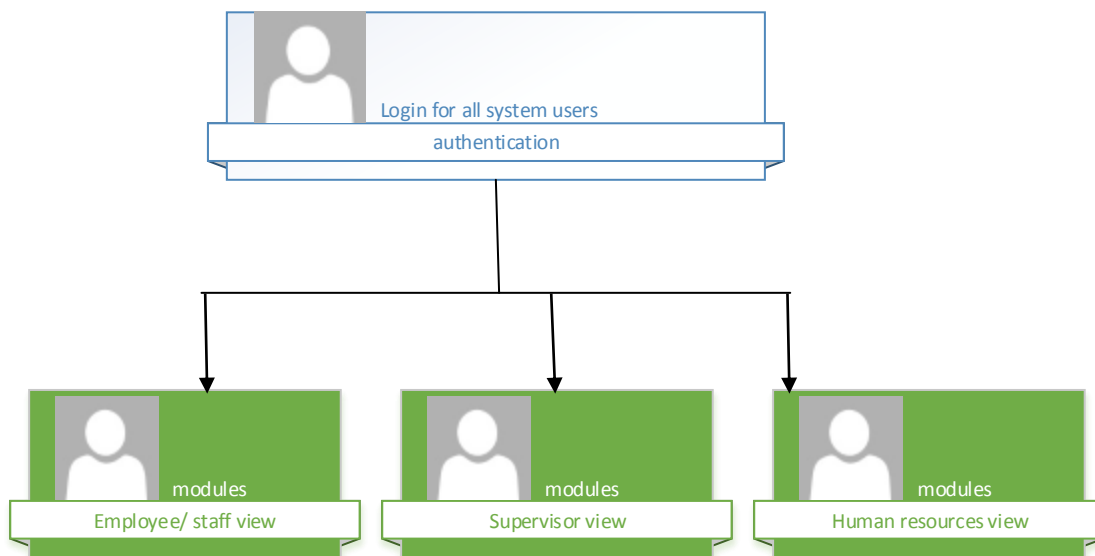 Login for all system users
authentication
modules
Employee/ staff view
modules
Supervisor view
modules
Human resources view